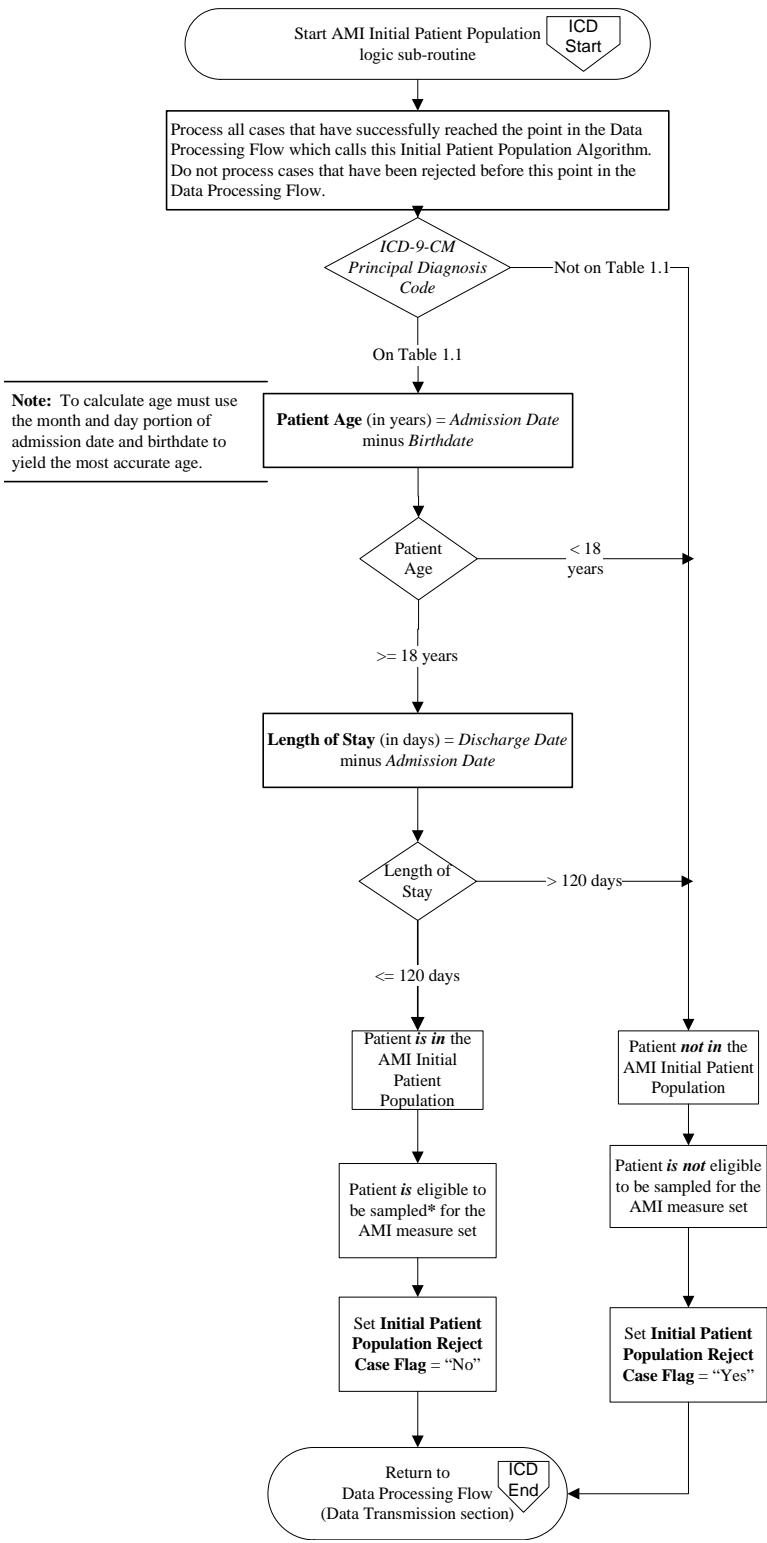 Start AMI Initial Patient Population
logic sub-routine
ICD
Start
Process all cases that have successfully reached the point in the Data
Processing Flow which calls this Initial Patient Population Algorithm.
Do not process cases that have been rejected before this point in the
Data Processing Flow.
ICD-9-CM
Principal Diagnosis
Code
Not on Table 1.1
On Table 1.1
Note: To calculate age must use
the month and day portion of
admission date and birthdate to
yield the most accurate age.
Patient Age (in years) = Admission Date
minus Birthdate
Patient
Age
< 18
years
>= 18 years
Length of Stay (in days) = Discharge Date
minus Admission Date
Length of
Stay
> 120 days
<= 120 days
Patient is in the
AMI Initial
Patient
Population
Patient not in the
AMI Initial Patient
Population
Patient is eligible to
be sampled* for the
AMI measure set
Patient is not eligible
to be sampled for the
AMI measure set
Set Initial Patient
Population Reject
Case Flag = “No”
Set Initial Patient
Population Reject
Case Flag = “Yes”
Return to
Data Processing Flow
(Data Transmission section)
ICD
End